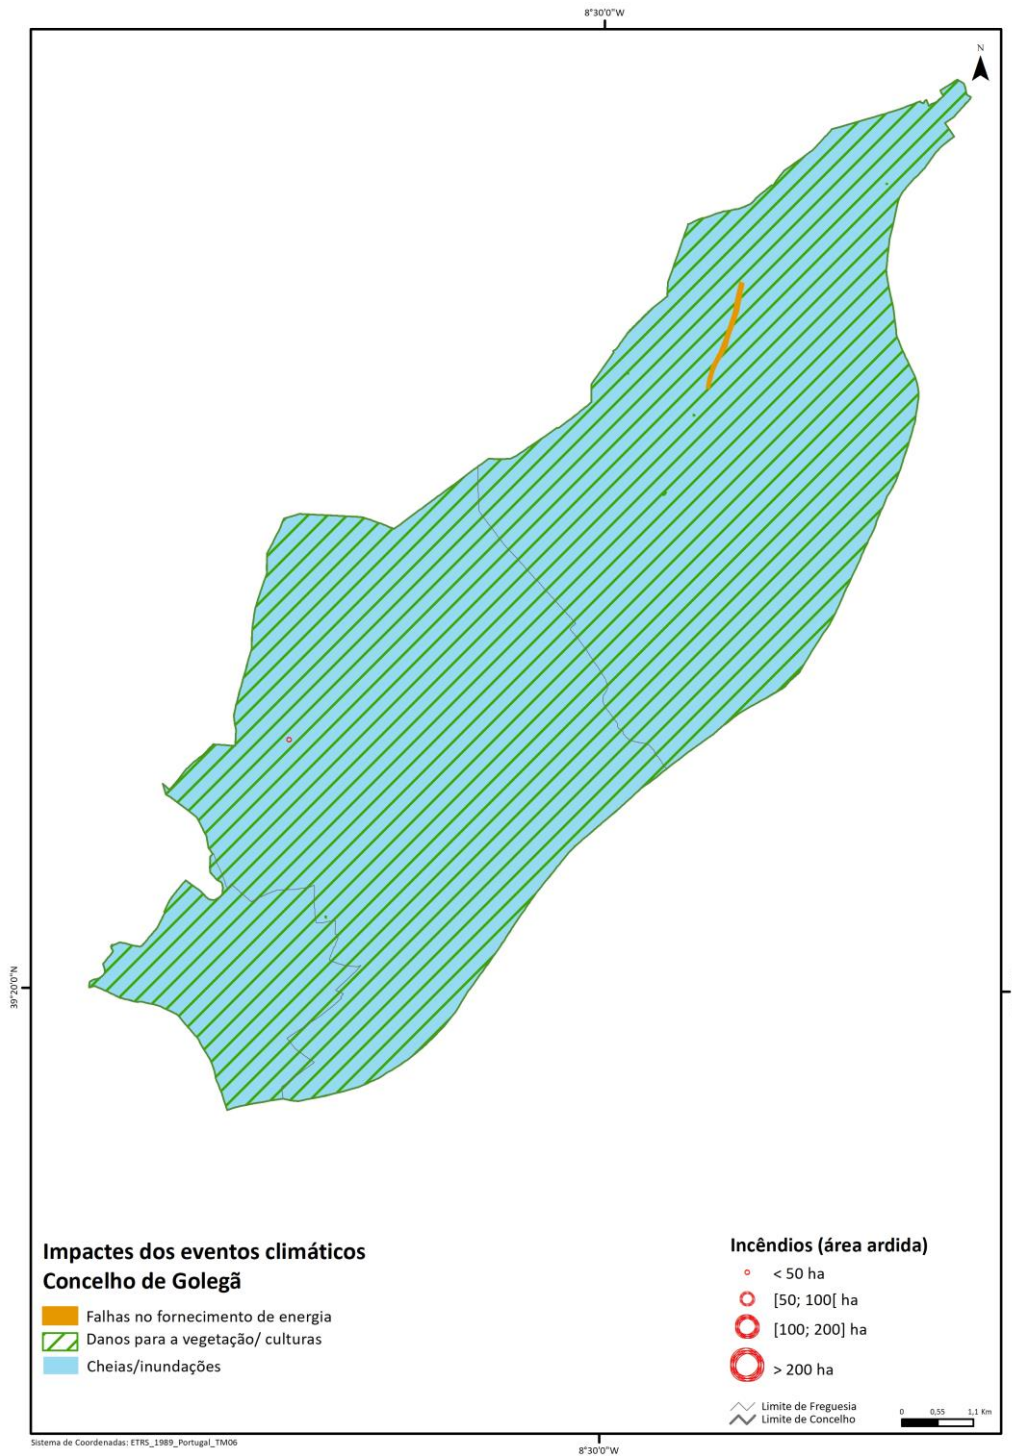 8°30'0"W
N
39°20'0"N
Impactes dos eventos climáticos
Concelho de Golegã
Falhas no fornecimento de energia
Danos para a vegetação/ culturas
Cheias/inundações
Incêndios (área ardida)
< 50 ha
[50; 100[ ha
[100; 200] ha
> 200 ha
Limite de Freguesia
Limite de Concelho
0 0,55 1,1 Km
Sistema de Coordenadas: ETRS_1989_Portugal_TM06
8°30'0"W